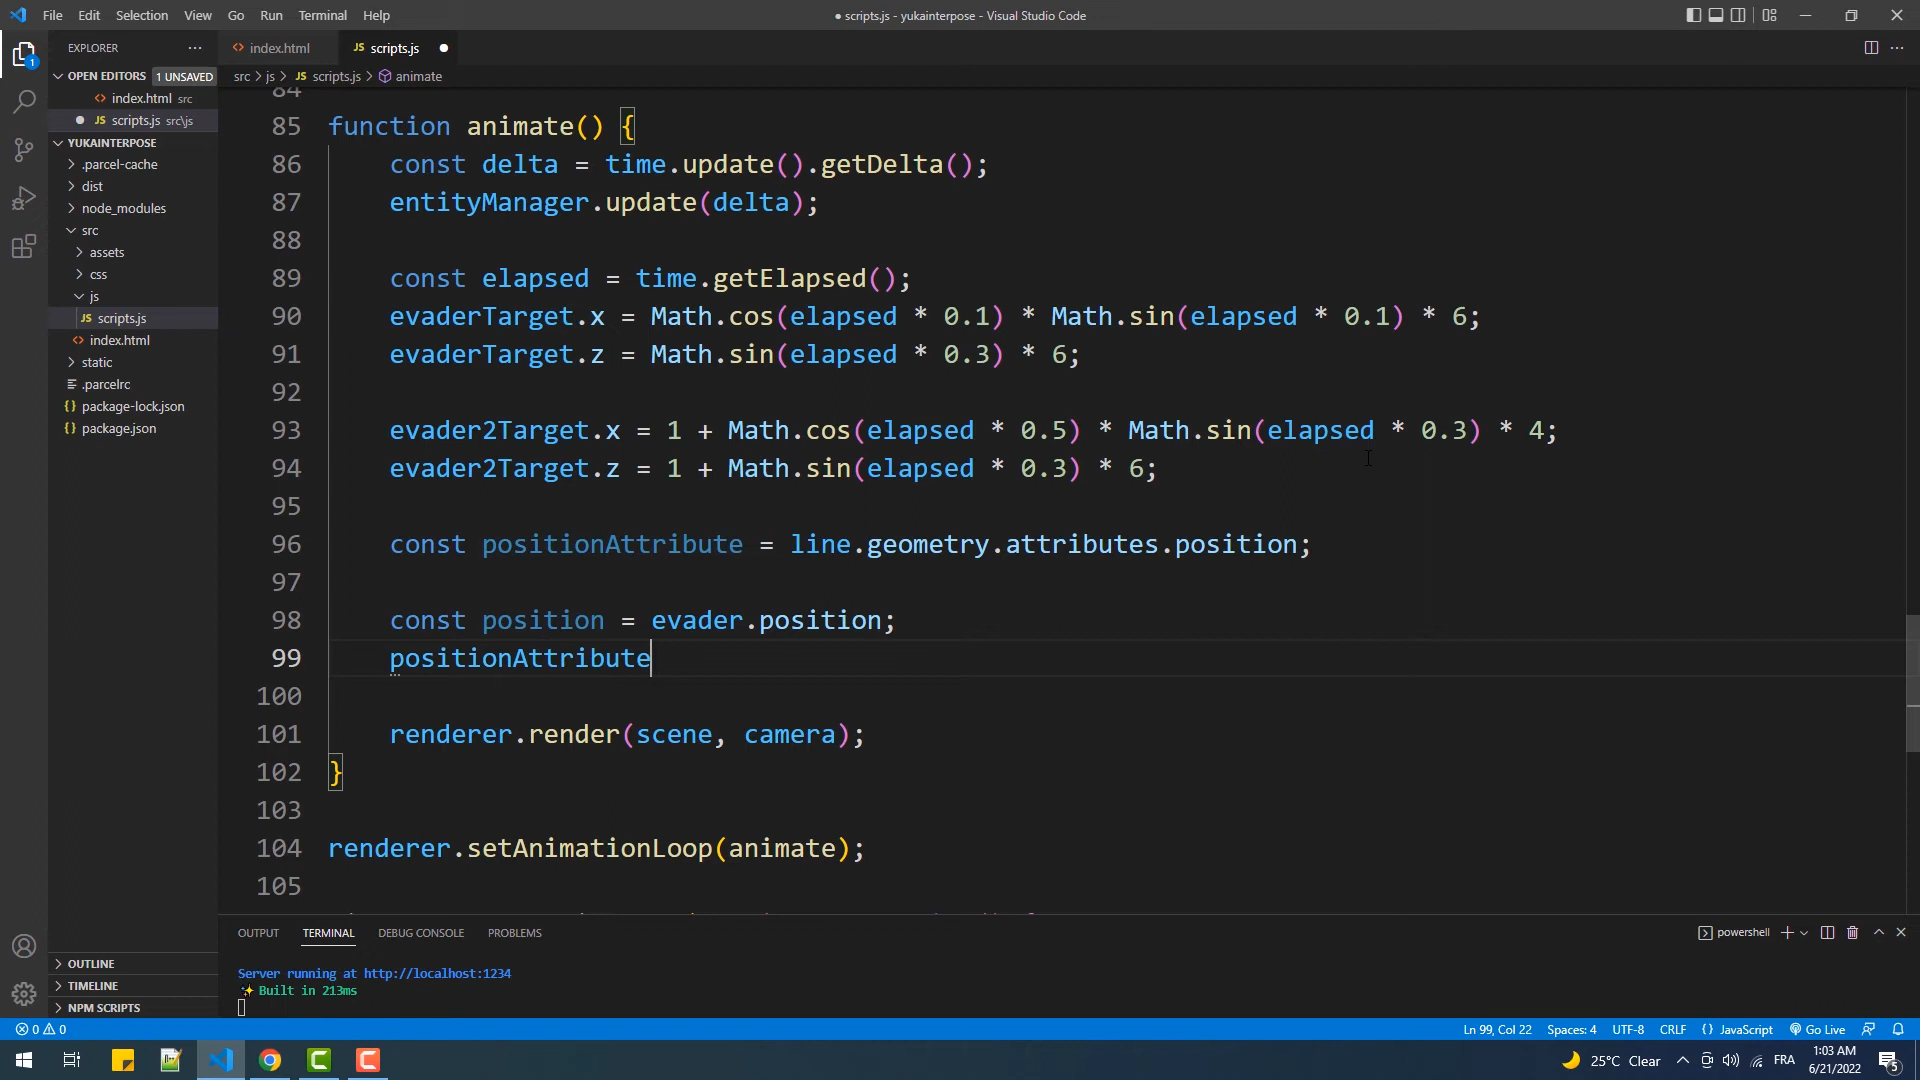 File Edit Selection View Go Run Terminal Help
● scripts.js - yukainterpose - Visual Studio Code
EXPLORER
index.html
JS scripts.js
OPEN EDITORS 1 UNSAVED
src > js > JS scripts.js > animate
index.html src
JS scripts.js src\js
YUKAINTERPOSE
.parcel-cache
dist
node_modules
src
assets
css
js
JS scripts.js
index.html
static
.parcelrc
package-lock.json
package.json
OUTLINE
TIMELINE
NPM SCRIPTS
84
85 function animate() {
86 const delta = time.update().getDelta();
87 entityManager.update(delta);
88
89 const elapsed = time.getElapsed();
90 evaderTarget.x = Math.cos(elapsed * 0.1) * Math.sin(elapsed * 0.1) * 6;
91 evaderTarget.z = Math.sin(elapsed * 0.3) * 6;
92
93 evader2Target.x = 1 + Math.cos(elapsed * 0.5) * Math.sin(elapsed * 0.3) * 4;
94 evader2Target.z = 1 + Math.sin(elapsed * 0.3) * 6;
95
96 const positionAttribute = line.geometry.attributes.position;
97
98 const position = evader.position;
99 positionAttribute
100
101 renderer.render(scene, camera);
102 }
103
104 renderer.setAnimationLoop(animate);
105
OUTPUT TERMINAL DEBUG CONSOLE PROBLEMS
powershell
Server running at http://localhost:1234
✨ Built in 213ms
0 0
Ln 99, Col 22 Spaces: 4 UTF-8 CRLF {} JavaScript Go Live
25°C Clear
FRA
1:03 AM
6/21/2022
5
1